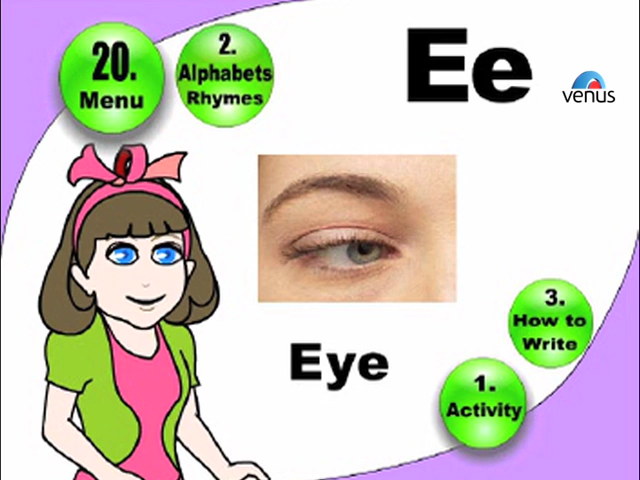 20.
Menu
2.
Alphabets
Rhymes
Ee
venus
Eye
3.
How to
Write
1.
Activity